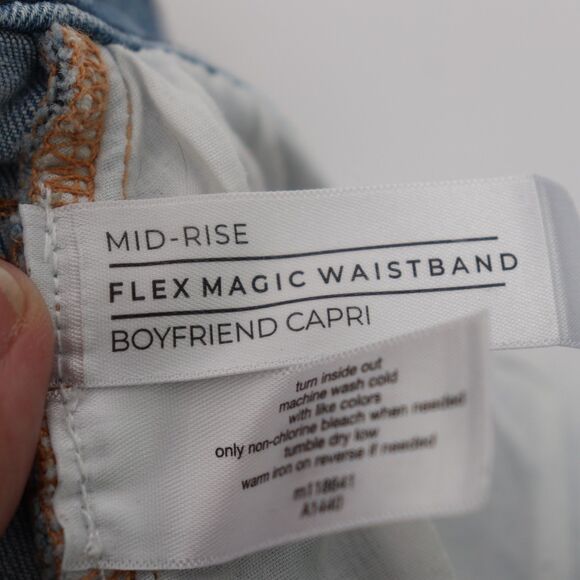 MID-RISE
FLEX MAGIC WAISTBAND
BOYFRIEND CAPRI
turn inside out
machine wash cold
with like colors
only non-chlorine bleach when needed
tumble dry low
warm iron on reverse if needed
m118641
A1440